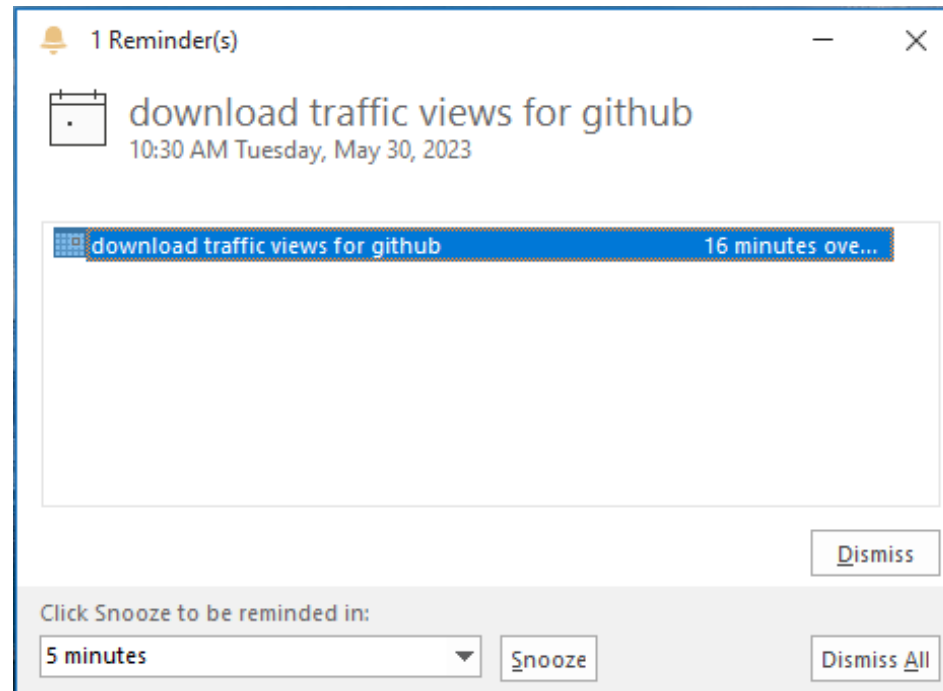 1 Reminder(s)
download traffic views for github
10:30 AM Tuesday, May 30, 2023
download traffic views for github 16 minutes ove...
Dismiss
Click Snooze to be reminded in:
5 minutes Snooze Dismiss All